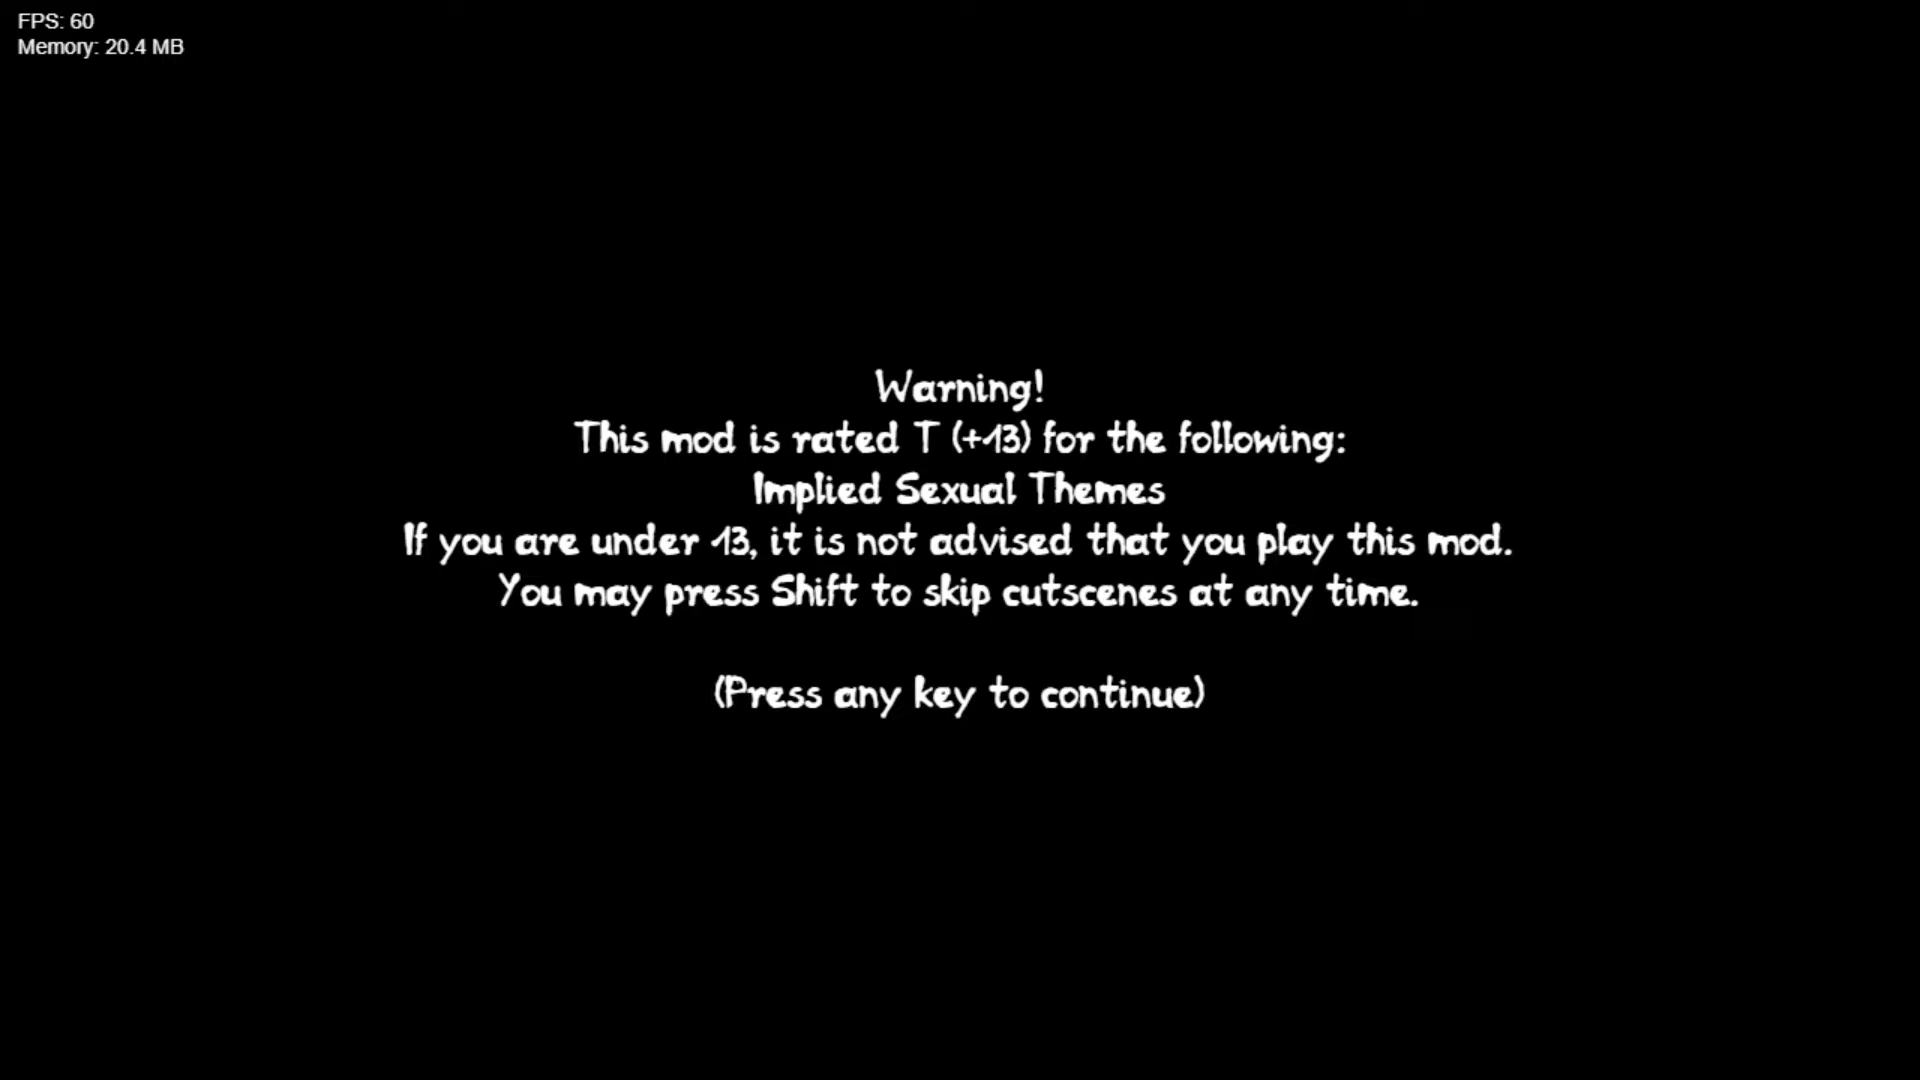 FPS: 60
Memory: 20.4 MB
Warning!
This mod is rated T (+13) for the following:
Implied Sexual Themes
If you are under 13, it is not advised that you play this mod.
You may press Shift to skip cutscenes at any time.
(Press any key to continue)